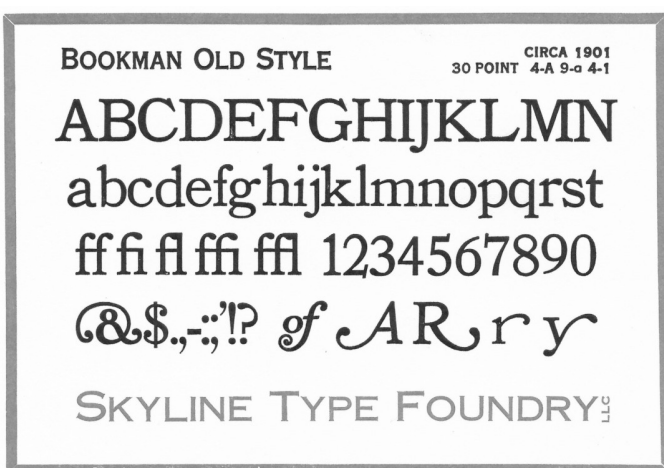 BOOKMAN OLD STYLE
CIRCA 1901
30 POINT 4-A 9-a 4-1
ABCDEFGHIJKLMN
abcdefghijklmnopqrst
ff fi fl ffi ffl 1234567890
&$.,-:;'!? of A R r y
SKYLINE TYPE FOUNDRY LLC